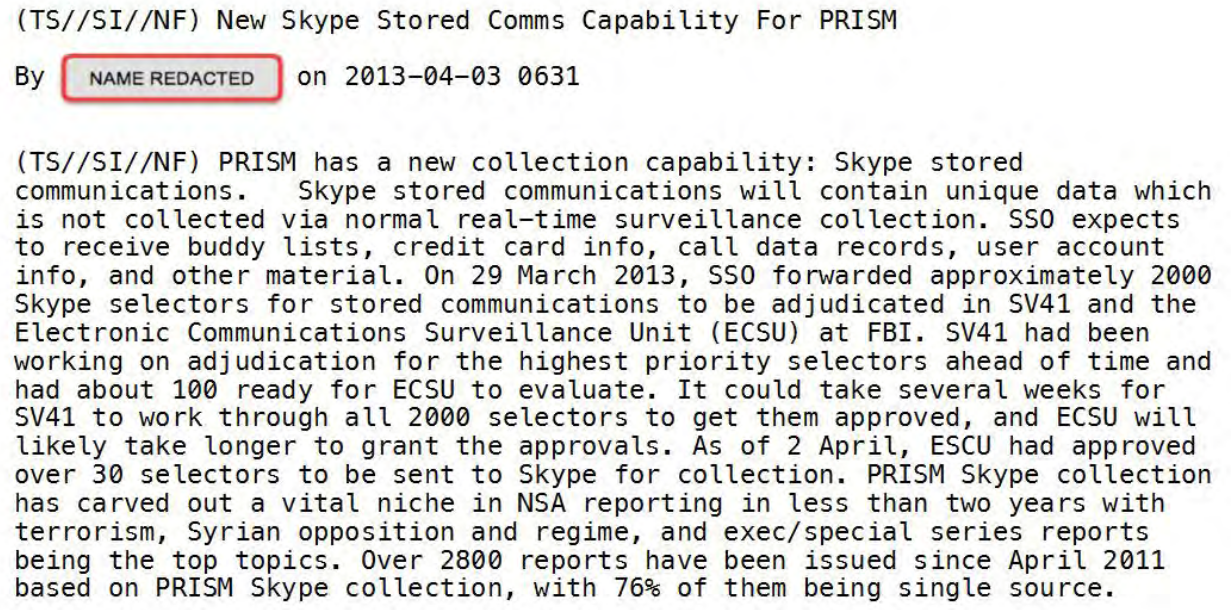 (TS//SI//NF) New Skype Stored Comms Capability For PRISM
By NAME REDACTED on 2013-04-03 0631
(TS//SI//NF) PRISM has a new collection capability: Skype stored
communications.   Skype stored communications will contain unique data which
is not collected via normal real-time surveillance collection. SSO expects
to receive buddy lists, credit card info, call data records, user account
info, and other material. On 29 March 2013, SSO forwarded approximately 2000
Skype selectors for stored communications to be adjudicated in SV41 and the
Electronic Communications Surveillance Unit (ECSU) at FBI. SV41 had been
working on adjudication for the highest priority selectors ahead of time and
had about 100 ready for ECSU to evaluate. It could take several weeks for
SV41 to work through all 2000 selectors to get them approved, and ECSU will
likely take longer to grant the approvals. As of 2 April, ESCU had approved
over 30 selectors to be sent to Skype for collection. PRISM Skype collection
has carved out a vital niche in NSA reporting in less than two years with
terrorism, Syrian opposition and regime, and exec/special series reports
being the top topics. Over 2800 reports have been issued since April 2011
based on PRISM Skype collection, with 76% of them being single source.